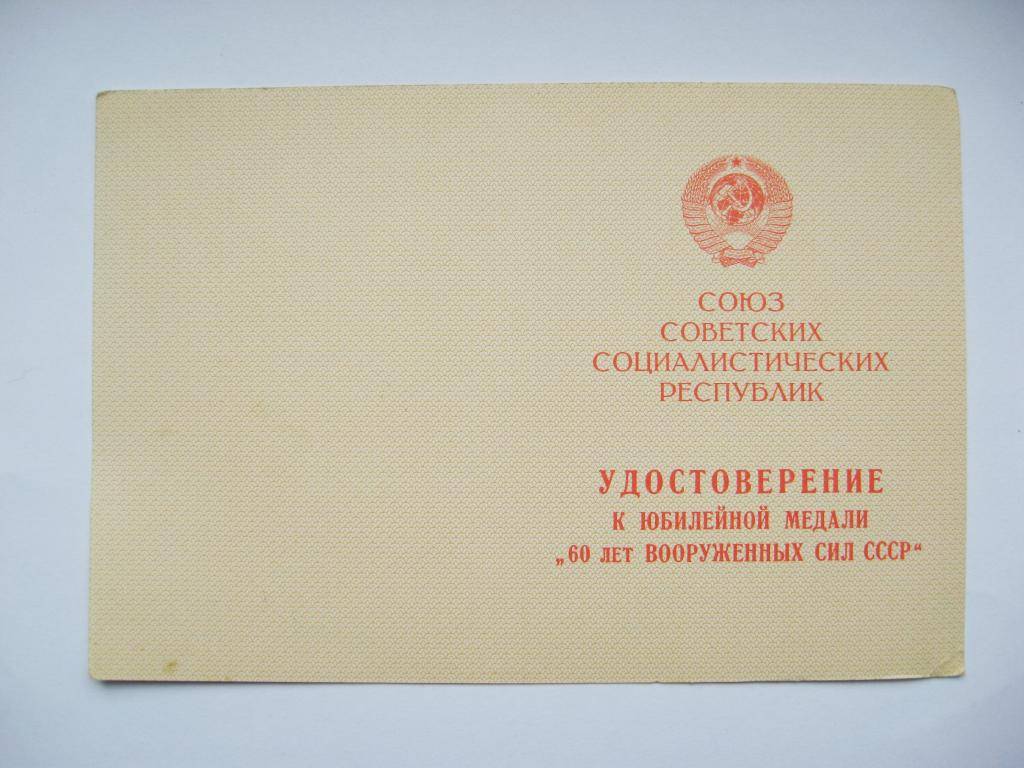 СОЮЗ
СОВЕТСКИХ
СОЦИАЛИСТИЧЕСКИХ
РЕСПУБЛИК
УДОСТОВЕРЕНИЕ
К ЮБИЛЕЙНОЙ МЕДАЛИ
„60 ЛЕТ ВООРУЖЕННЫХ СИЛ СССР“